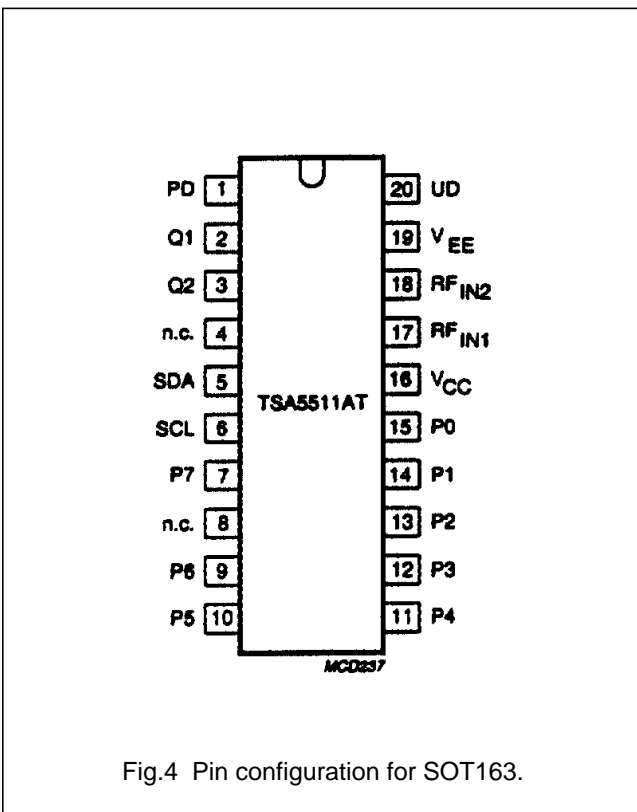 PD 1 20 UD
Q1 2 19 VEE
Q2 3 18 RFIN2
n.c. 4 17 RFIN1
SDA 5 16 VCC
TSA5511AT
SCL 6 15 P0
P7 7 14 P1
n.c. 8 13 P2
P6 9 12 P3
P5 10 11 P4
MCD237
Fig.4 Pin configuration for SOT163.